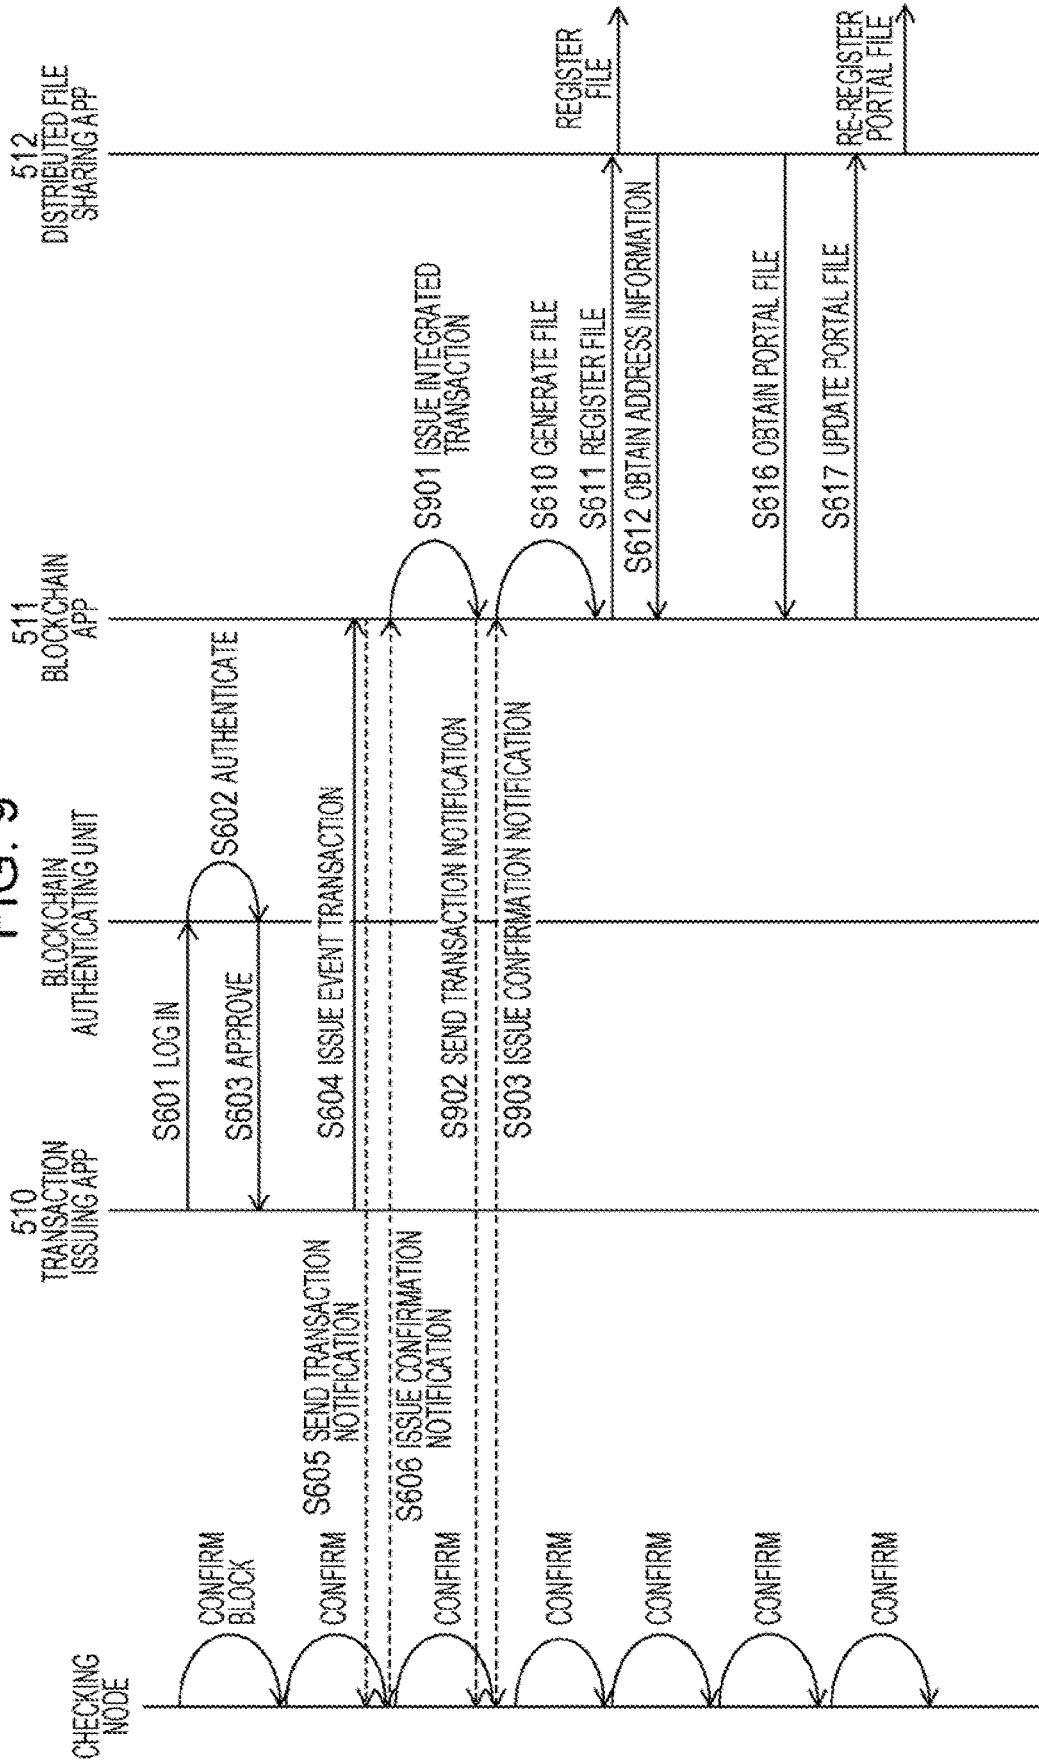 FIG. 9
CHECKING
NODE
510
TRANSACTION
ISSUING APP
BLOCKCHAIN
AUTHENTICATING UNIT
511
BLOCKCHAIN
APP
512
DISTRIBUTED FILE
SHARING APP
CONFIRM
BLOCK
S601 LOG IN
S602 AUTHENTICATE
S603 APPROVE
CONFIRM
S604 ISSUE EVENT TRANSACTION
S605 SEND TRANSACTION
NOTIFICATION
S606 ISSUE CONFIRMATION
NOTIFICATION
CONFIRM
S901 ISSUE INTEGRATED
TRANSACTION
S902 SEND TRANSACTION NOTIFICATION
S903 ISSUE CONFIRMATION NOTIFICATION
CONFIRM
S610 GENERATE FILE
S611 REGISTER FILE
REGISTER
FILE
S612 OBTAIN ADDRESS INFORMATION
CONFIRM
CONFIRM
S616 OBTAIN PORTAL FILE
S617 UPDATE PORTAL FILE
RE-REGISTER
PORTAL FILE
CONFIRM